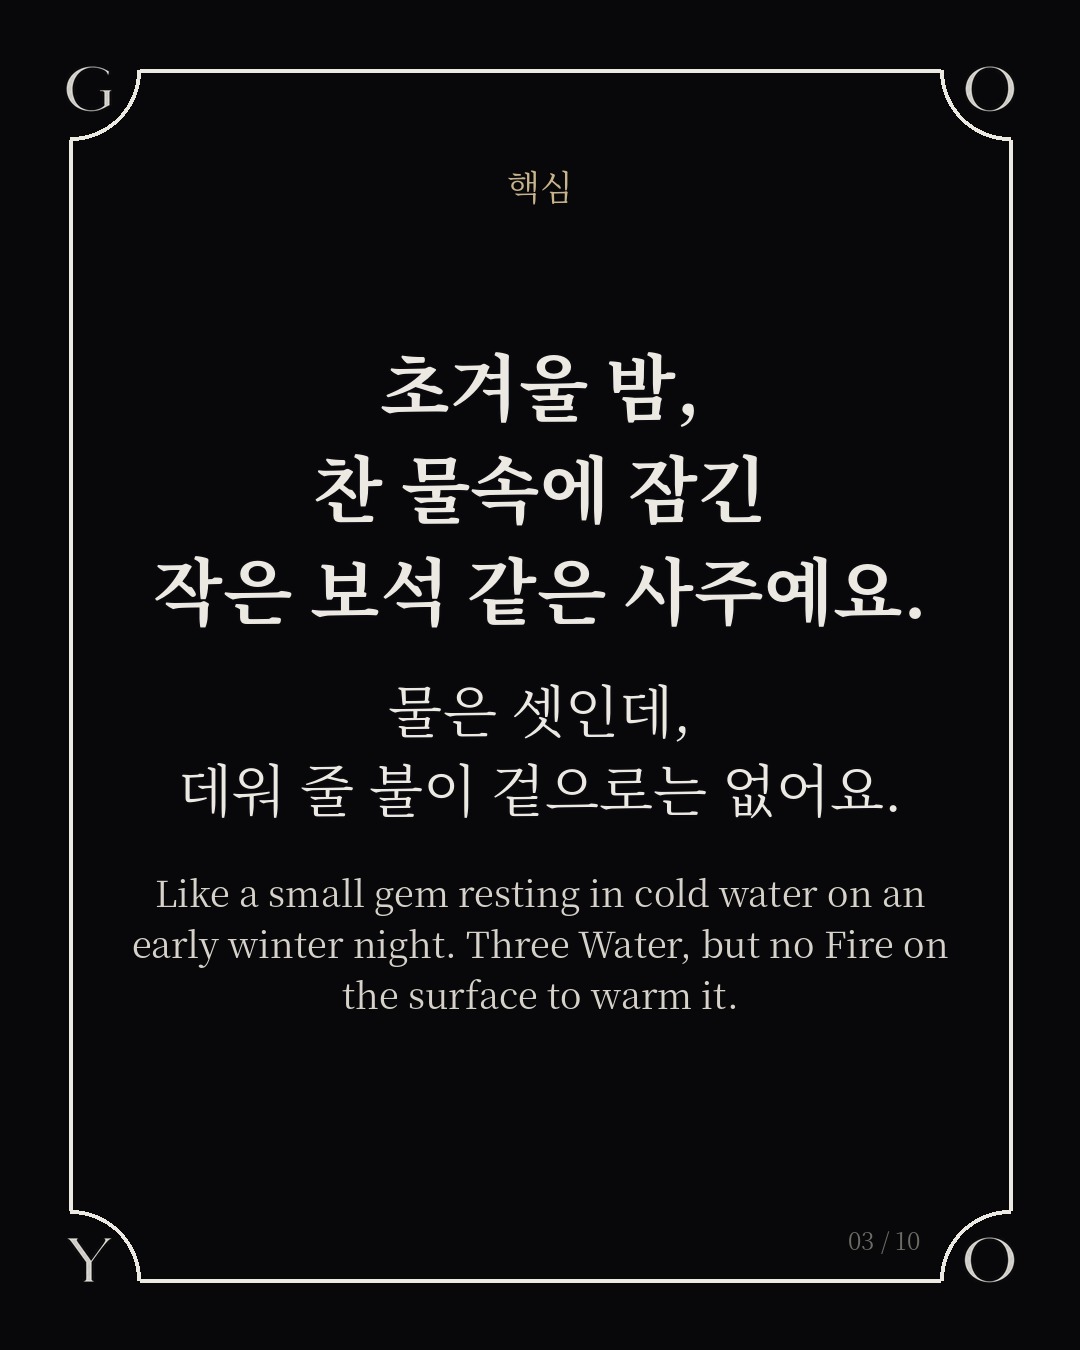 G O
핵심
초겨울 밤,
찬 물속에 잠긴
작은 보석 같은 사주예요.
물은 셋인데,
데워 줄 불이 겉으로는 없어요.
Like a small gem resting in cold water on an
early winter night. Three Water, but no Fire on
the surface to warm it.
03 / 10
Y O